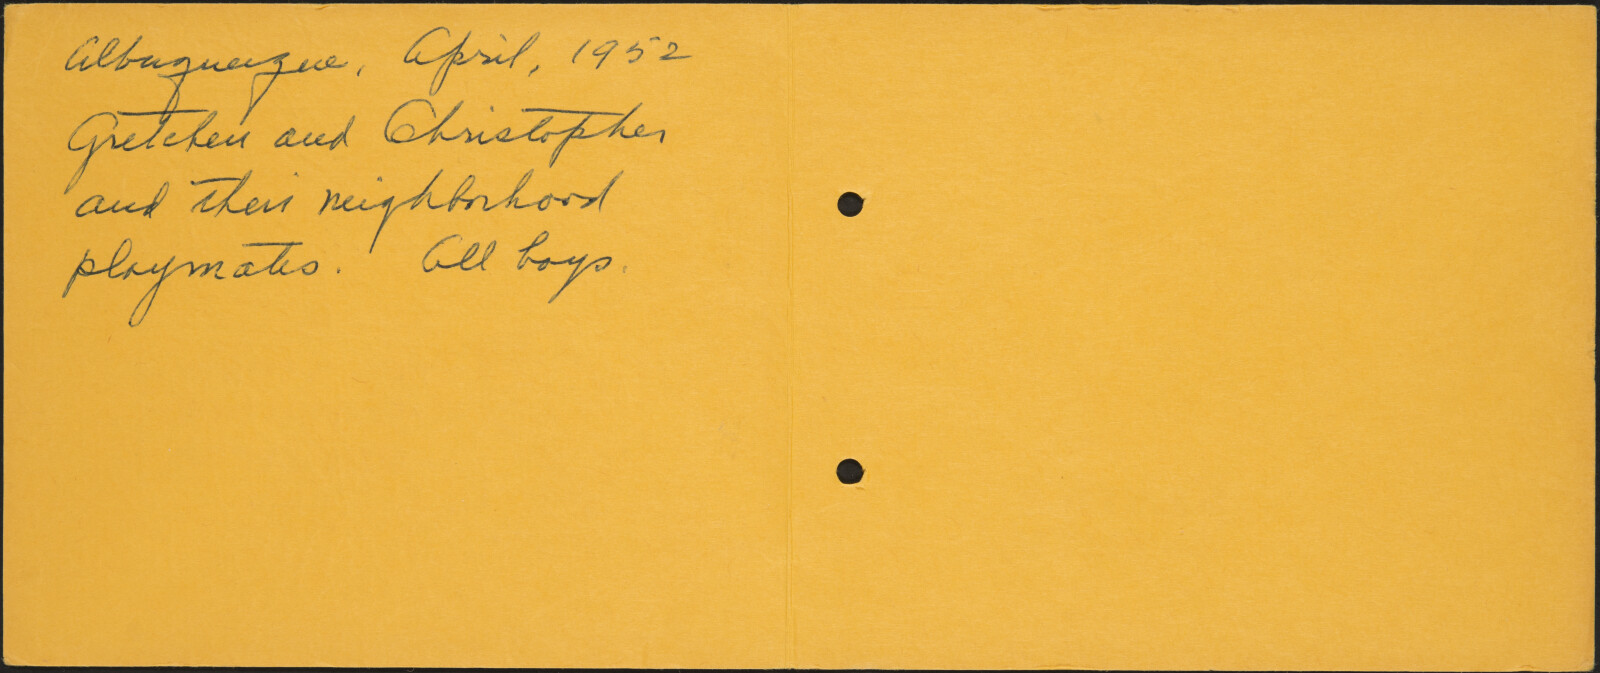 Albuquerque, April, 1952
Gretchen and Christopher
and their neighborhood
playmates. All boys.